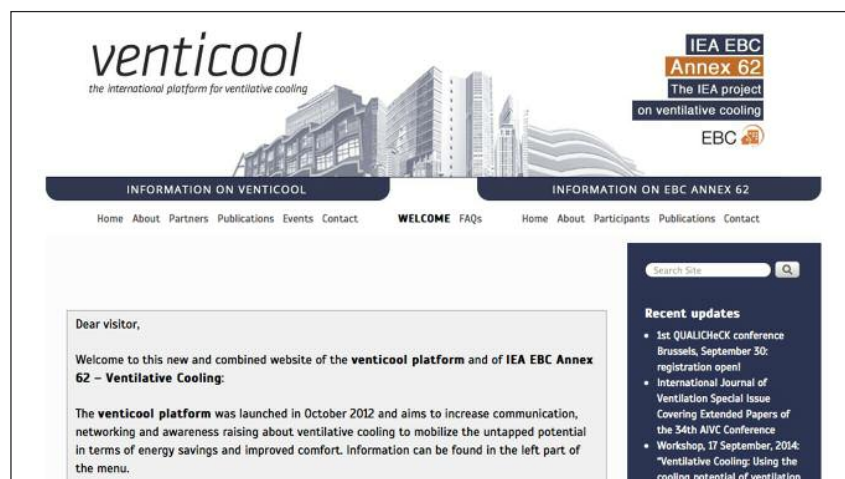 venticool
the international platform for ventilative cooling
IEA EBC
Annex 62
The IEA project
on ventilative cooling
EBC
INFORMATION ON VENTICOOL
INFORMATION ON EBC ANNEX 62
Home About Partners Publications Events Contact
WELCOME FAQs
Home About Participants Publications Contact
Search Site
Dear visitor,
Welcome to this new and combined website of the venticool platform and of IEA EBC Annex
62 – Ventilative Cooling:
The venticool platform was launched in October 2012 and aims to increase communication,
networking and awareness raising about ventilative cooling to mobilize the untapped potential
in terms of energy savings and improved comfort. Information can be found in the left part of
the menu.
Recent updates
• 1st QUALICHeCK conference
Brussels, September 30:
registration open!
• International Journal of
Ventilation Special Issue
Covering Extended Papers of
the 34th AIVC Conference
• Workshop, 17 September, 2014:
"Ventilative Cooling: Using the
cooling potential of ventilation